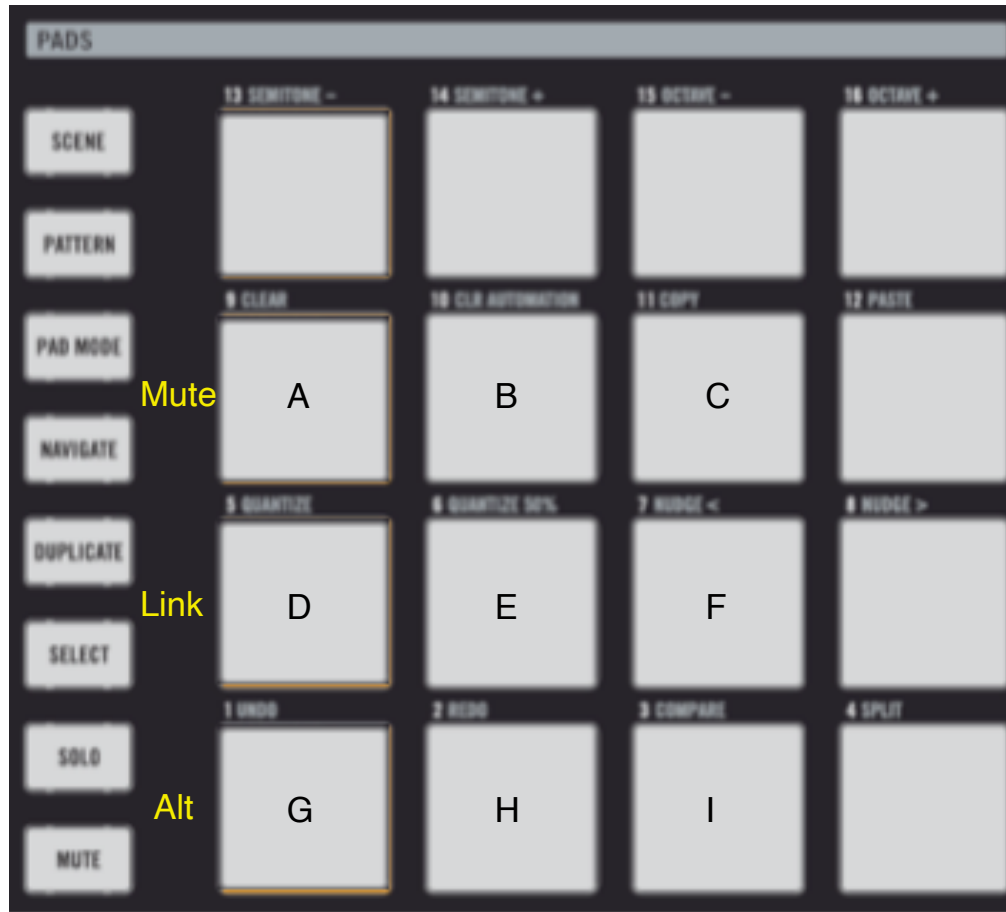 PADS
13 SEMITONE – 14 SEMITONE + 15 OCTAVE – 16 OCTAVE +
SCENE
PATTERN
9 CLEAR 10 CLR AUTOMATION 11 COPY 12 PASTE
PAD MODE
Mute A B C
NAVIGATE
5 QUANTIZE 6 QUANTIZE 50% 7 NUDGE < 8 NUDGE >
DUPLICATE
Link D E F
SELECT
1 UNDO 2 REDO 3 COMPARE 4 SPLIT
SOLO
Alt G H I
MUTE